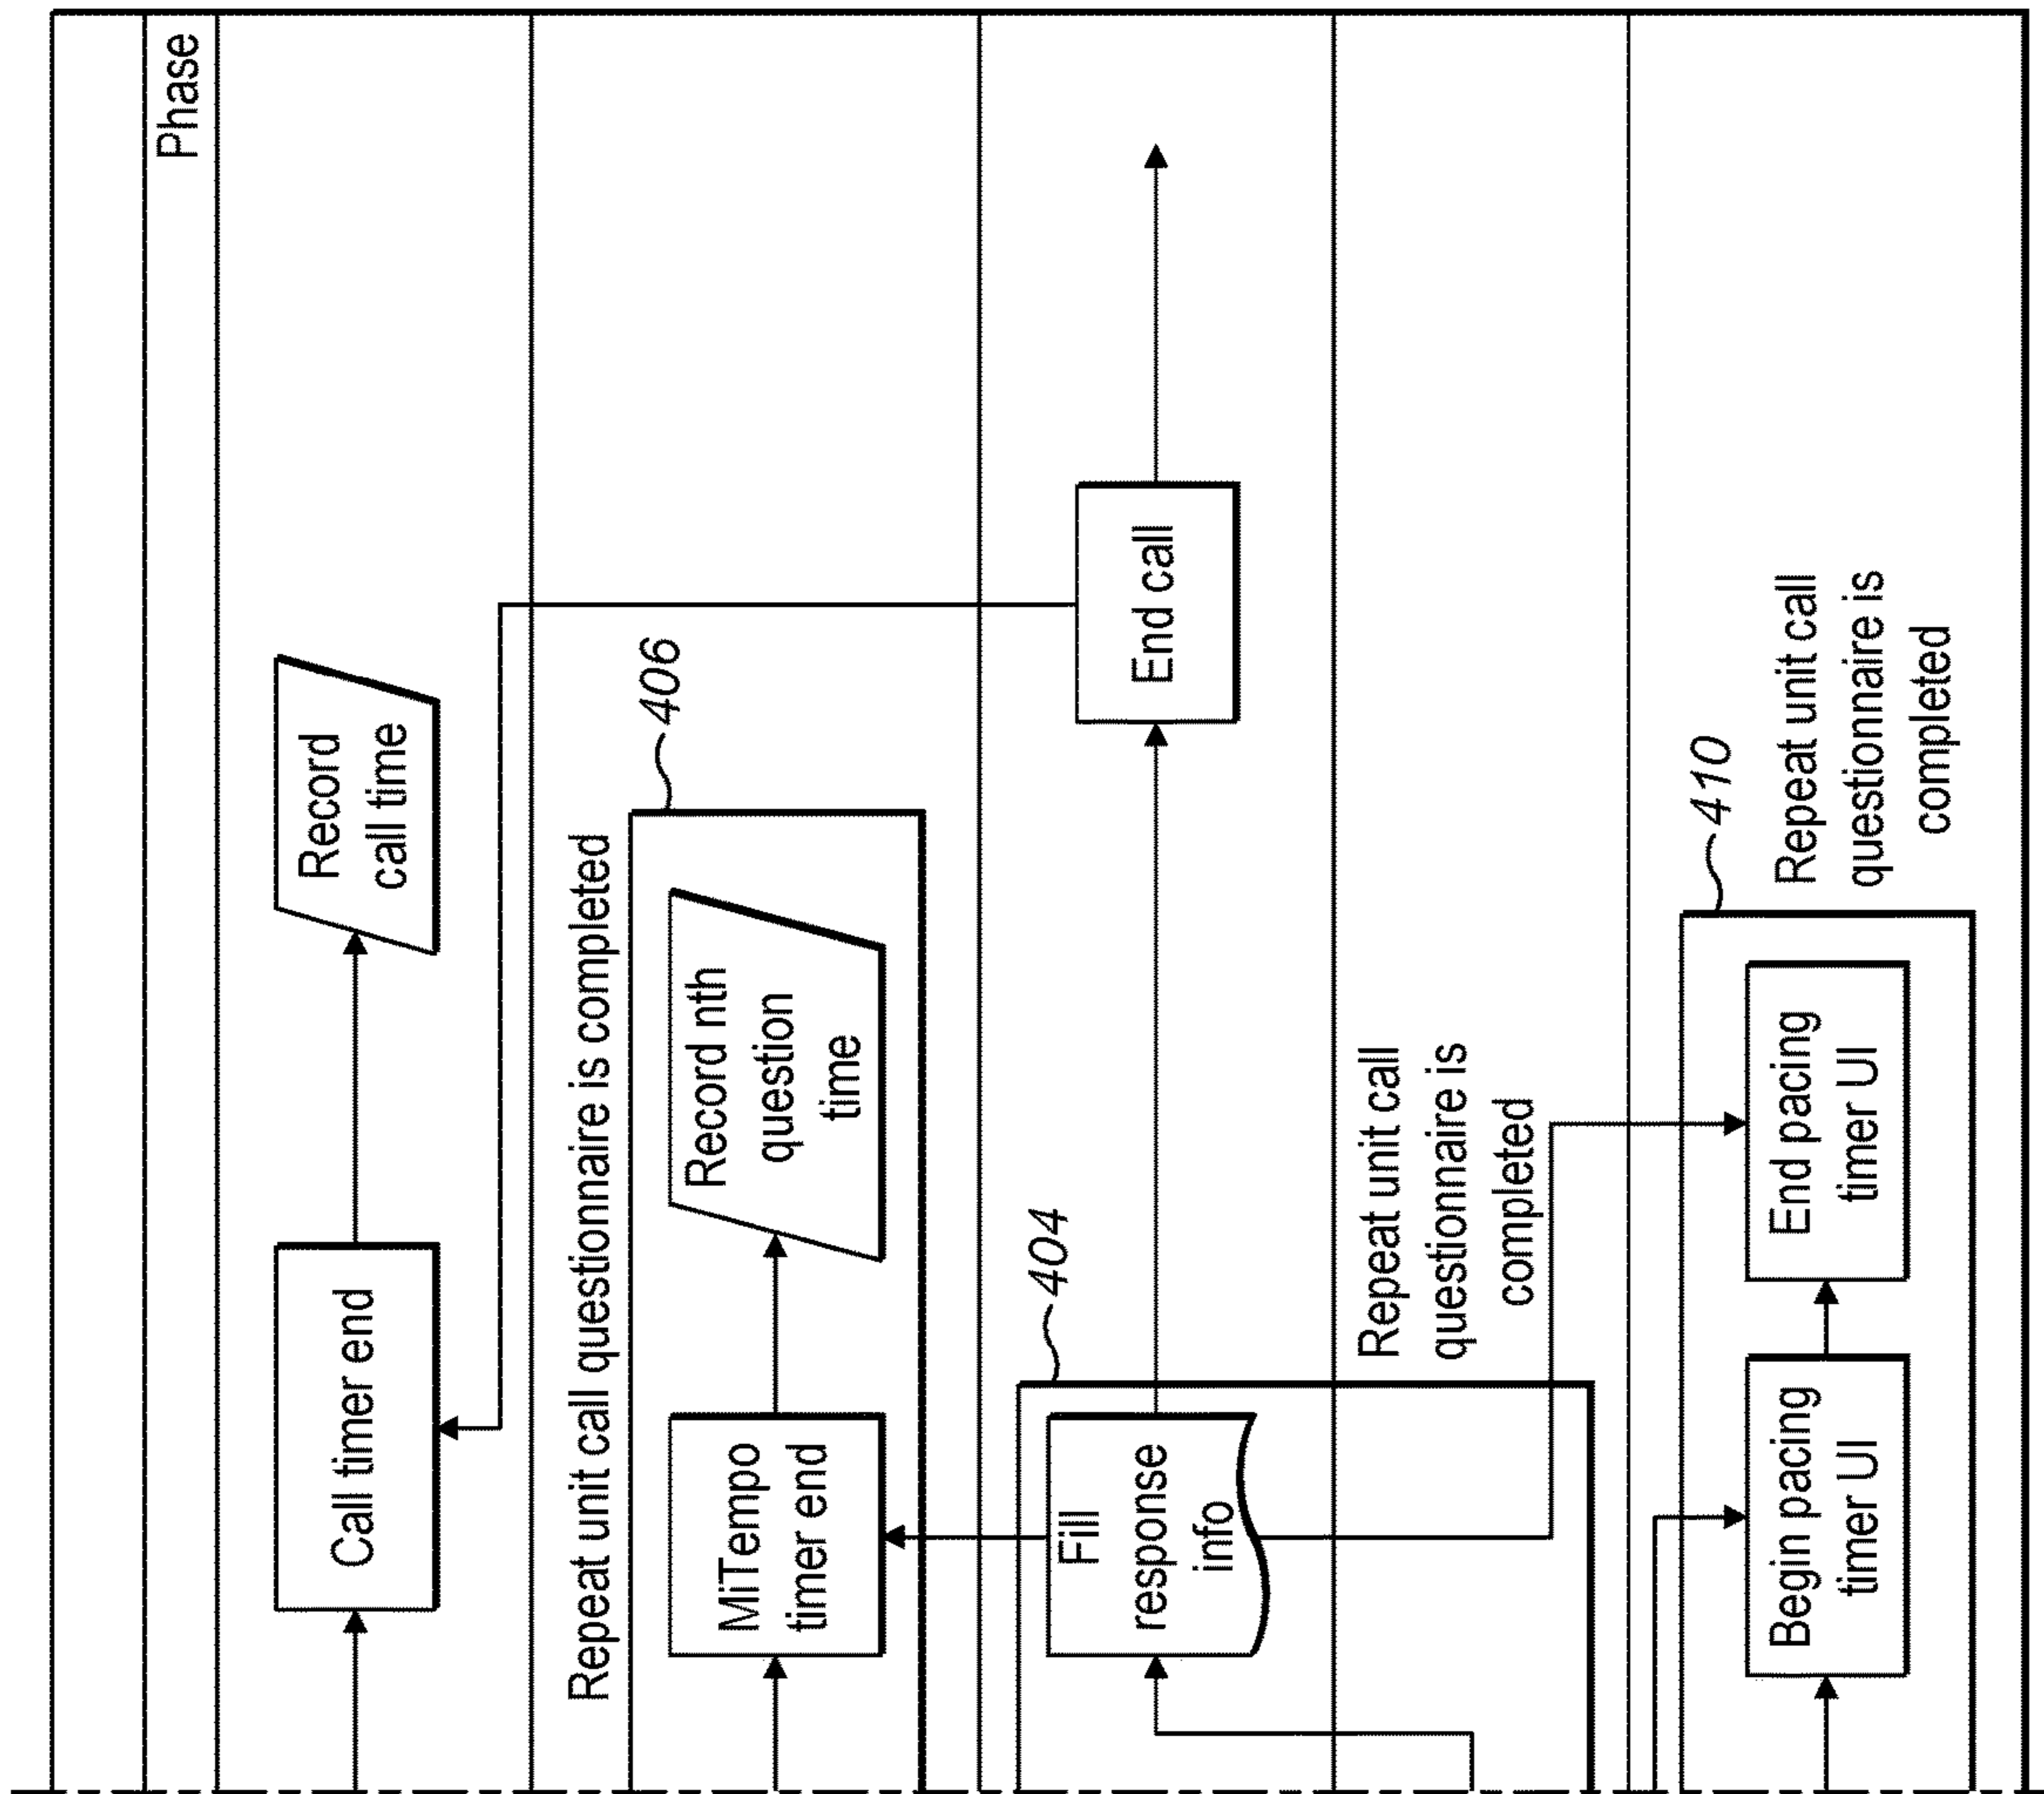 Phase
Call timer end
Record
call time
Repeat unit call questionnaire is completed
406
MiTempo
timer end
Record nth
question
time
404
Fill
response
info
End call
Repeat unit call
questionnaire is
completed
410
Begin pacing
timer UI
End pacing
timer UI
Repeat unit call
questionnaire is
completed